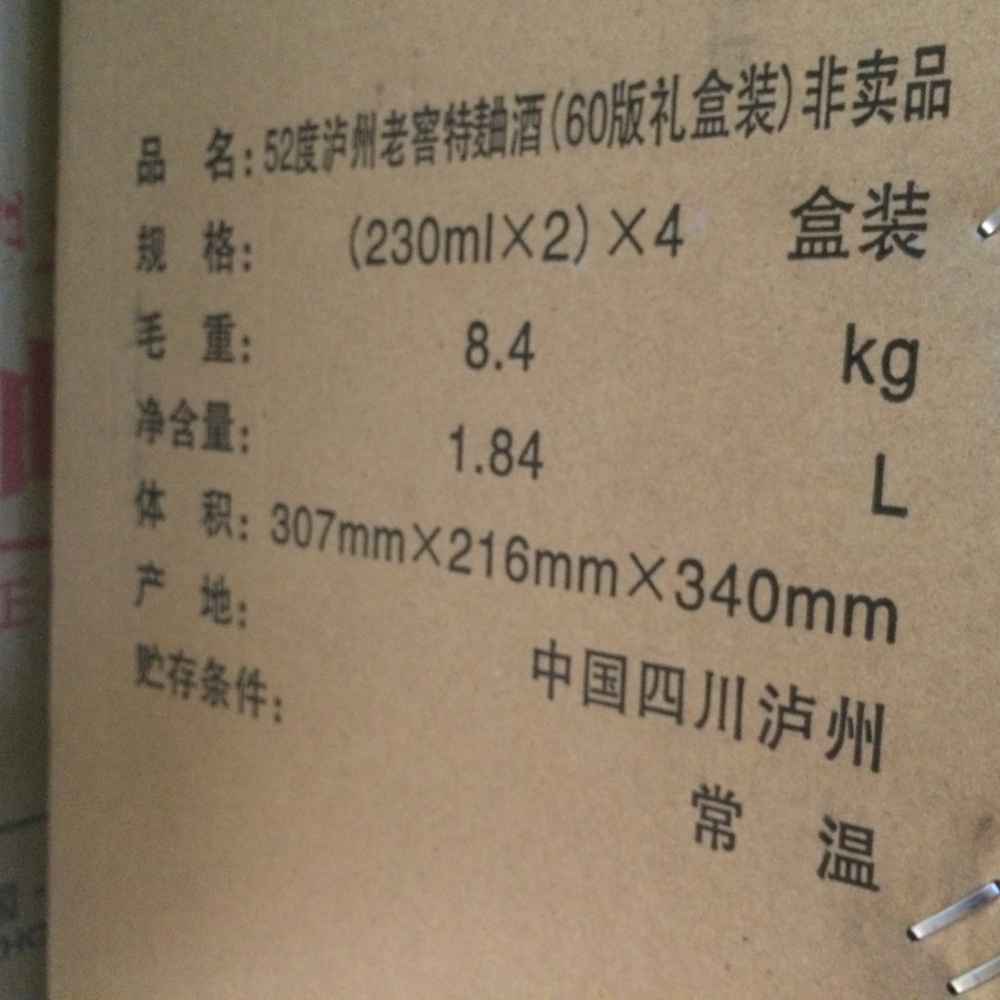 品 名:52度泸州老窖特麯酒(60版礼盒装)非卖品
规 格: (230ml×2)×4 盒装
毛 重: 8.4 kg
净含量: 1.84 L
体 积:307mm×216mm×340mm
产 地: 中国四川泸州
贮存条件: 常 温